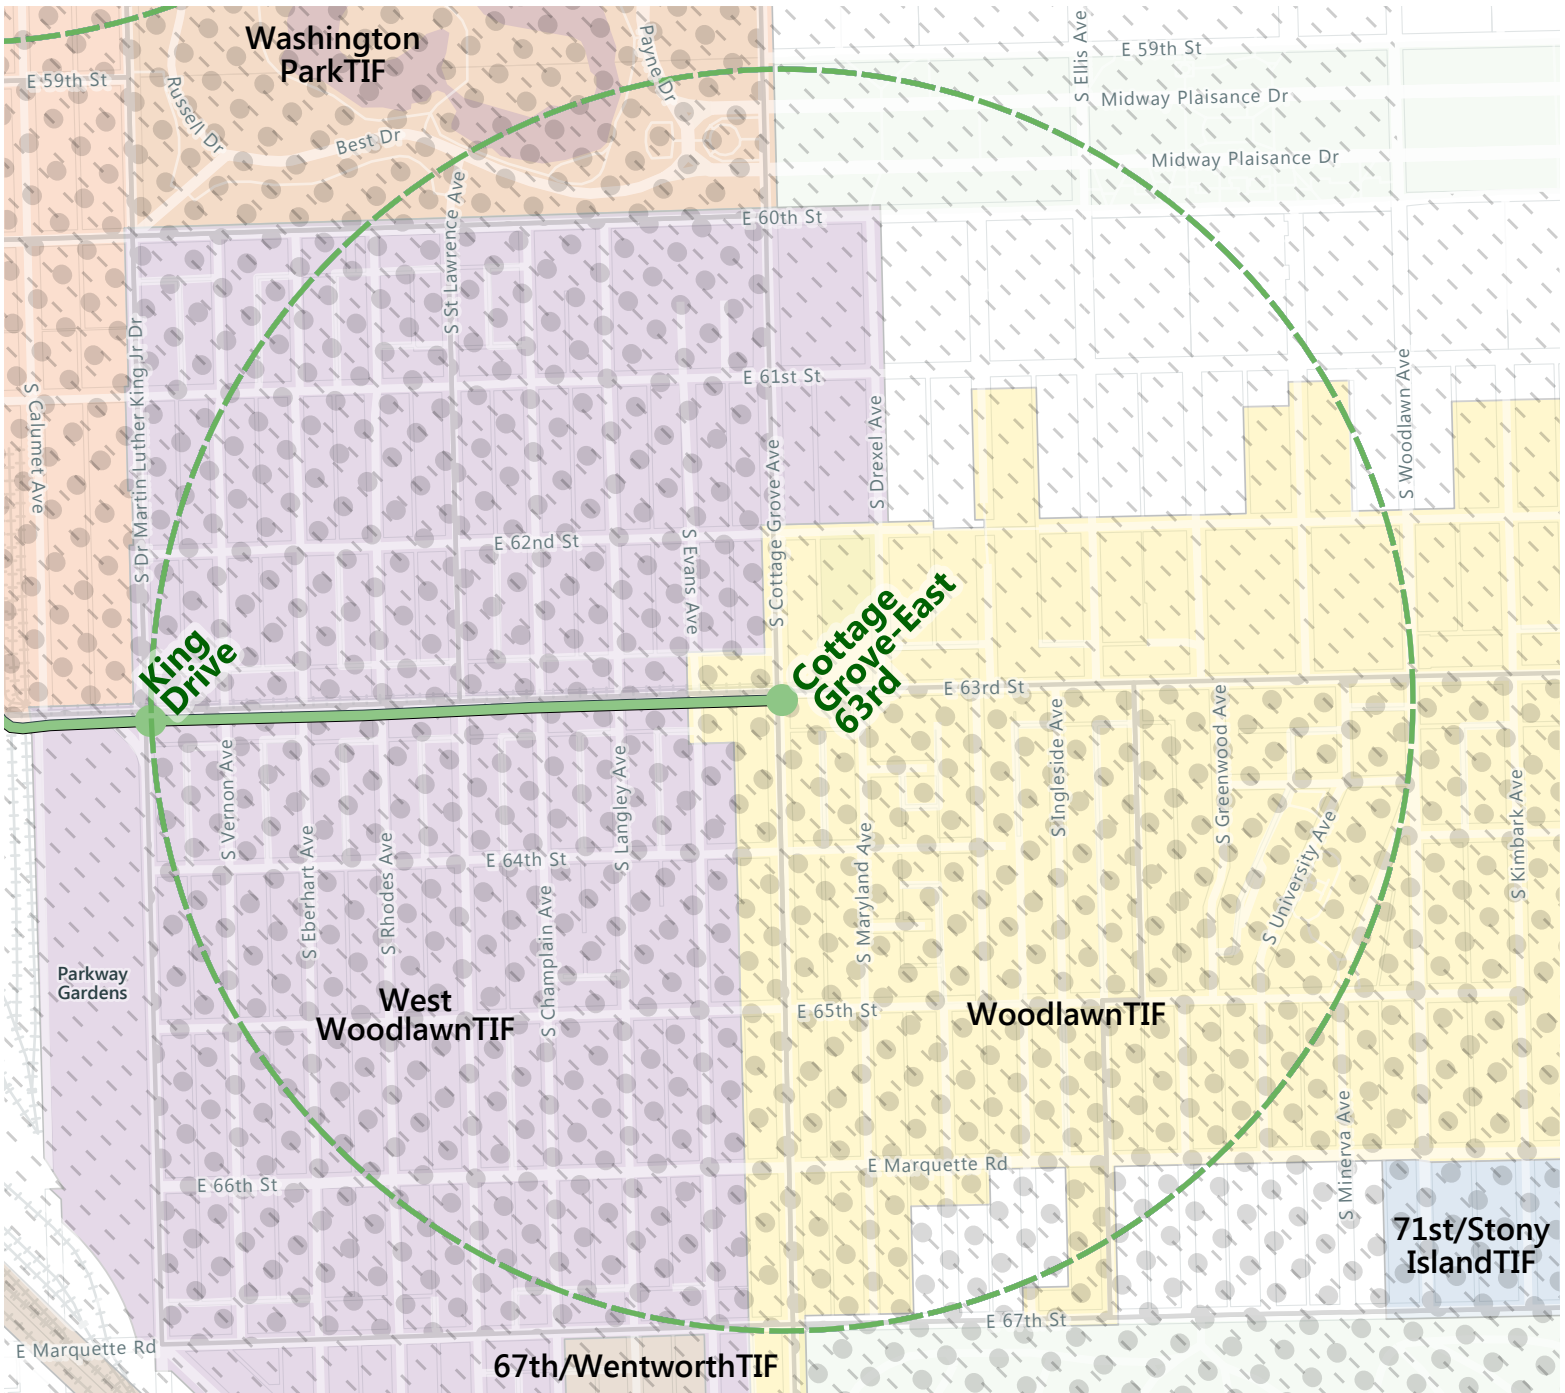 Washington
ParkTIF
Payne Dr
S Ellis Ave
E 59th St
E 59th St
Russell Dr
Midway Plaisance Dr
Best Dr
Midway Plaisance Dr
S St Lawrence Ave
E 60th St
S Dr Martin Luther King Jr Dr
S Calumet Ave
E 61st St
S Drexel Ave
S Woodlawn Ave
S Cottage Grove Ave
E 62nd St
S Evans Ave
King
Drive
Cottage
Grove-East
63rd
E 63rd St
S Vernon Ave
S Eberhart Ave
S Rhodes Ave
E 64th St
S Langley Ave
S Champlain Ave
S Maryland Ave
S Ingleside Ave
S Greenwood Ave
S University Ave
S Kimbark Ave
Parkway
Gardens
West
WoodlawnTIF
E 65th St
WoodlawnTIF
S Minerva Ave
E Marquette Rd
E 66th St
71st/Stony
IslandTIF
E 67th St
E Marquette Rd
67th/WentworthTIF